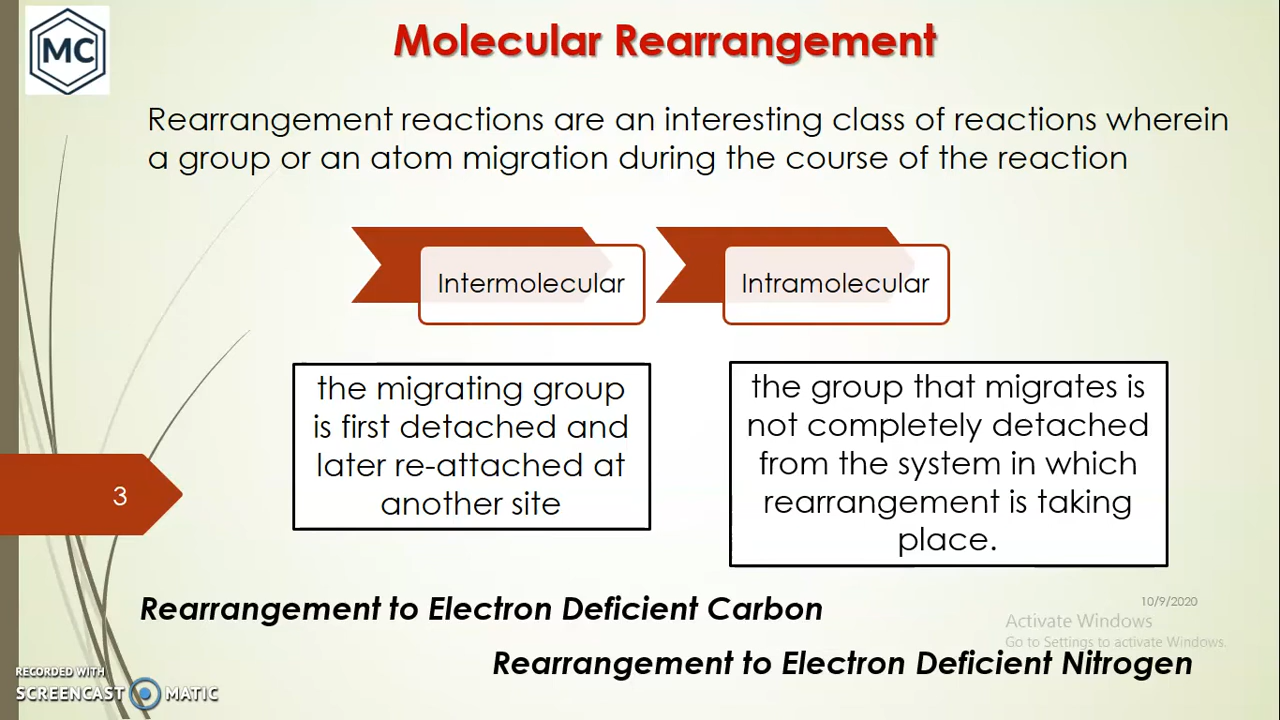 MC
Molecular Rearrangement
Rearrangement reactions are an interesting class of reactions wherein
a group or an atom migration during the course of the reaction
Intermolecular
Intramolecular
the migrating group
is first detached and
later re-attached at
another site
the group that migrates is
not completely detached
from the system in which
rearrangement is taking
place.
3
Rearrangement to Electron Deficient Carbon
10/9/2020
Activate Windows
Go to Settings to activate Windows.
Rearrangement to Electron Deficient Nitrogen
RECORDED WITH
SCREENCAST MATIC